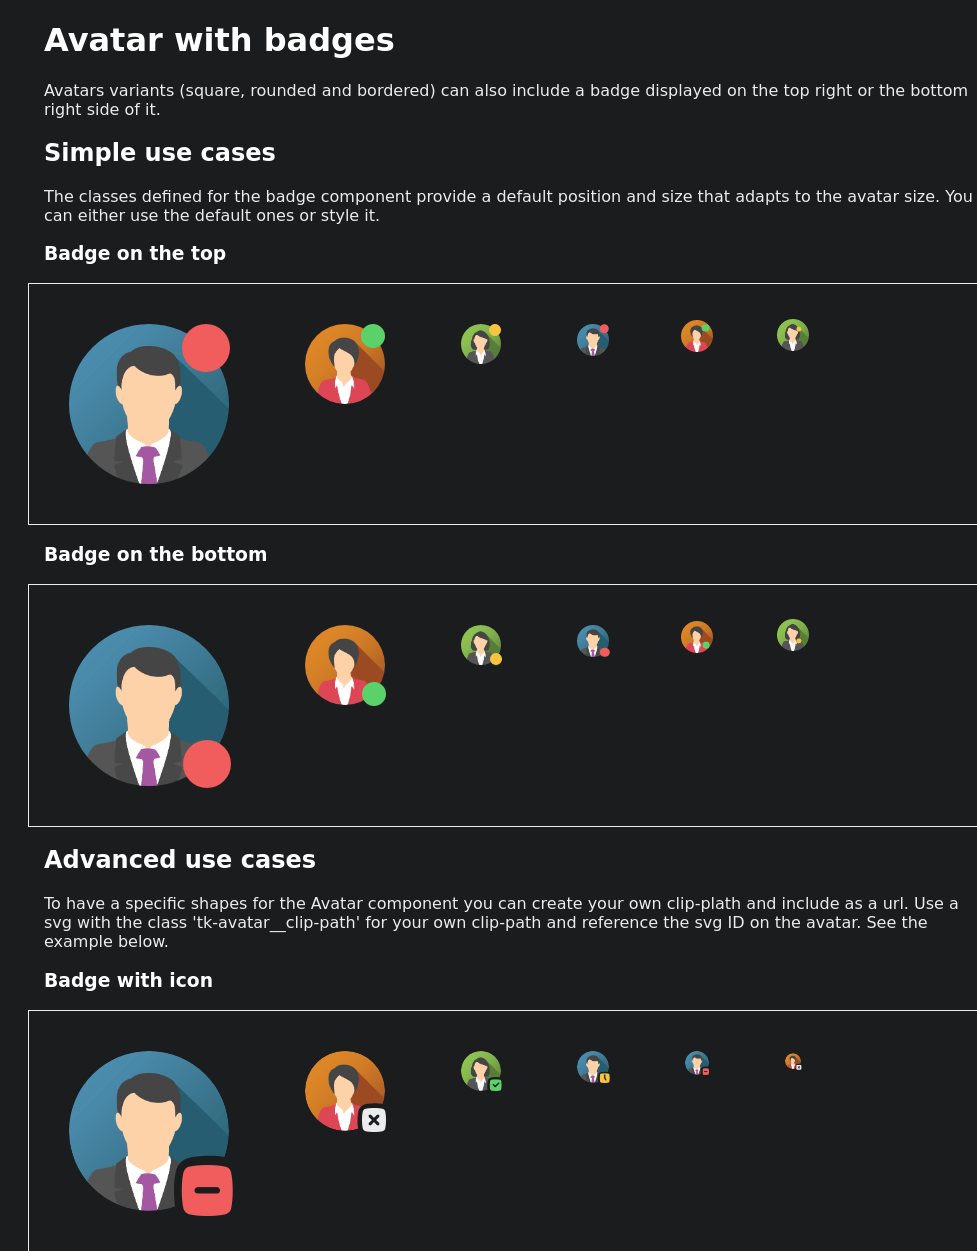 Avatar with badges
Avatars variants (square, rounded and bordered) can also include a badge displayed on the top right or the bottom
right side of it.
Simple use cases
The classes defined for the badge component provide a default position and size that adapts to the avatar size. You
can either use the default ones or style it.
Badge on the top
Badge on the bottom
Advanced use cases
To have a specific shapes for the Avatar component you can create your own clip-plath and include as a url. Use a
svg with the class 'tk-avatar__clip-path' for your own clip-path and reference the svg ID on the avatar. See the
example below.
Badge with icon